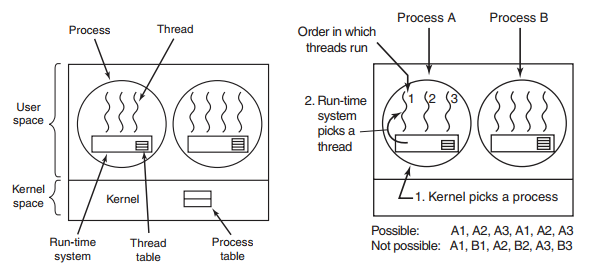 Process
Thread
User
space
Kernel
space
Kernel
Run-time
system
Thread
table
Process
table
Process A
Process B
Order in which
threads run
1 2 3
2. Run-time
system
picks a
thread
1. Kernel picks a process
Possible: A1, A2, A3, A1, A2, A3
Not possible: A1, B1, A2, B2, A3, B3